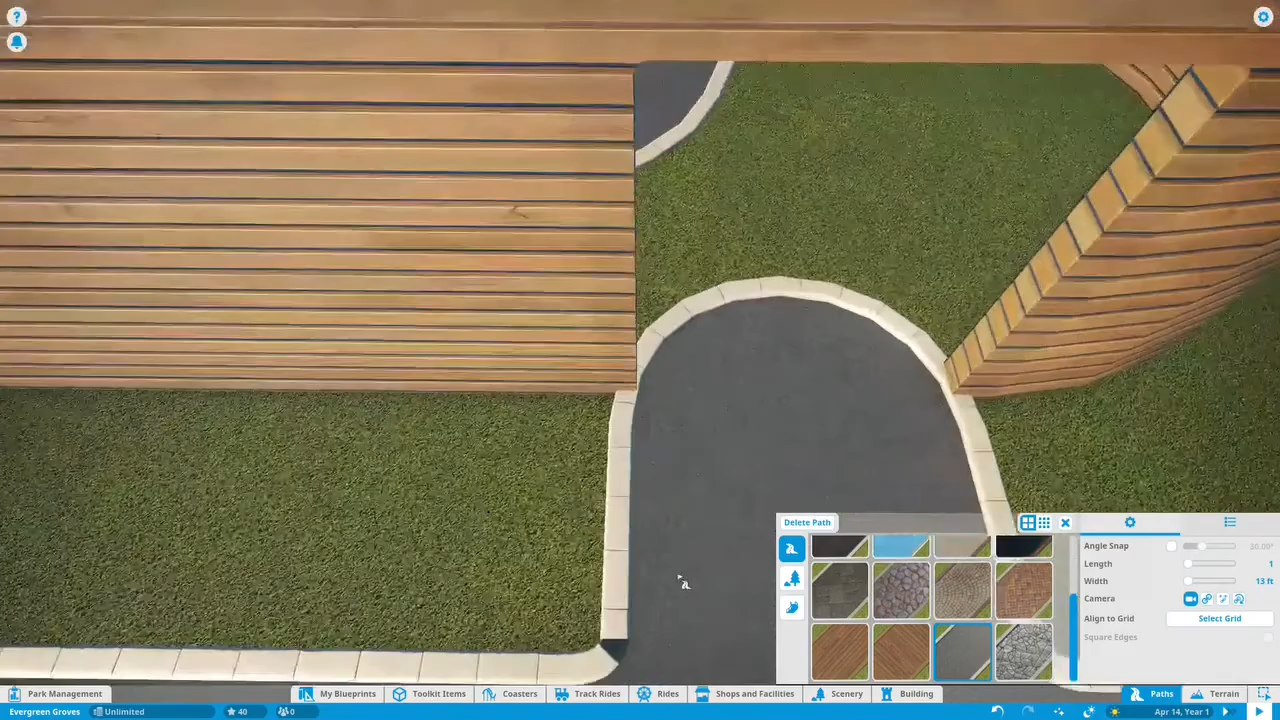 Delete Path
Angle Snap 30.00°
Length 1
Width 13 ft
Camera
Align to Grid Select Grid
Square Edges
Park Management My Blueprints Toolkit Items Coasters Track Rides Rides Shops and Facilities Scenery Building Paths Terrain
Evergreen Groves Unlimited 40 0 Apr 14, Year 1